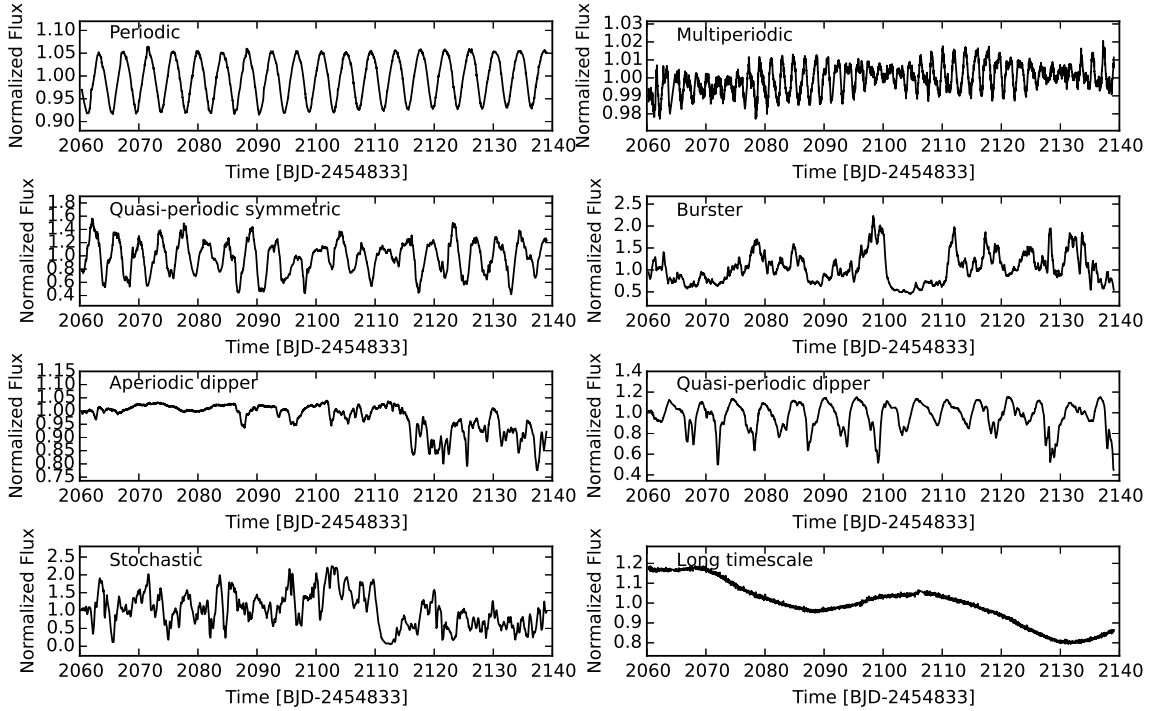 Periodic
Normalized Flux
1.10
1.05
1.00
0.95
0.90
2060 2070 2080 2090 2100 2110 2120 2130 2140
Time [BJD-2454833]
Multiperiodic
Normalized Flux
1.03
1.02
1.01
1.00
0.99
0.98
2060 2070 2080 2090 2100 2110 2120 2130 2140
Time [BJD-2454833]
Quasi-periodic symmetric
Normalized Flux
1.8
1.6
1.4
1.2
1.0
0.8
0.6
0.4
2060 2070 2080 2090 2100 2110 2120 2130 2140
Time [BJD-2454833]
Burster
Normalized Flux
2.5
2.0
1.5
1.0
0.5
2060 2070 2080 2090 2100 2110 2120 2130 2140
Time [BJD-2454833]
Aperiodic dipper
Normalized Flux
1.15
1.10
1.05
1.00
0.95
0.90
0.85
0.80
0.75
2060 2070 2080 2090 2100 2110 2120 2130 2140
Time [BJD-2454833]
Quasi-periodic dipper
Normalized Flux
1.4
1.2
1.0
0.8
0.6
0.4
2060 2070 2080 2090 2100 2110 2120 2130 2140
Time [BJD-2454833]
Stochastic
Normalized Flux
2.5
2.0
1.5
1.0
0.5
0.0
2060 2070 2080 2090 2100 2110 2120 2130 2140
Time [BJD-2454833]
Long timescale
Normalized Flux
1.2
1.1
1.0
0.9
0.8
2060 2070 2080 2090 2100 2110 2120 2130 2140
Time [BJD-2454833]